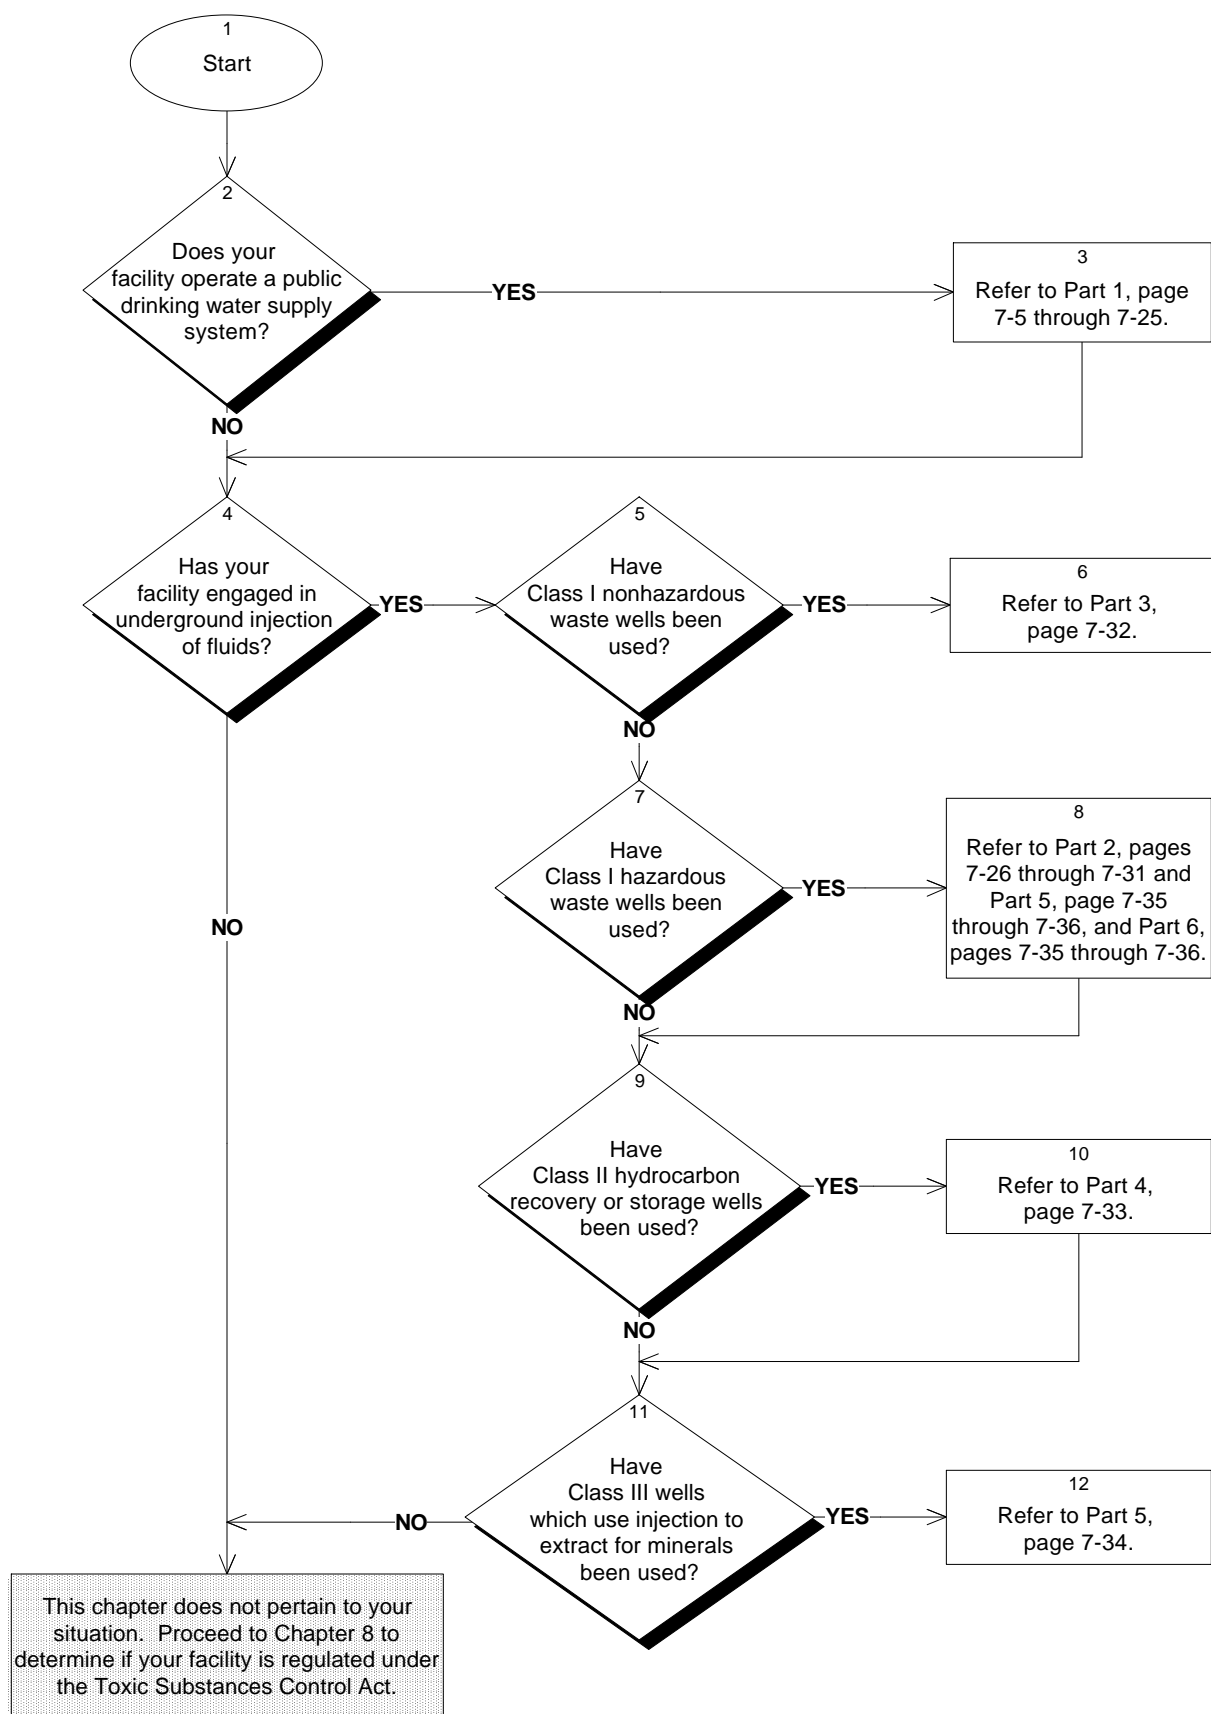 1
Start
2
Does your
facility operate a public
drinking water supply
system?
YES
3
Refer to Part 1, page
7-5 through 7-25.
NO
4
Has your
facility engaged in
underground injection
of fluids?
YES
5
Have
Class I nonhazardous
waste wells been
used?
YES
6
Refer to Part 3,
page 7-32.
NO
7
Have
Class I hazardous
waste wells been
used?
YES
8
Refer to Part 2, pages
7-26 through 7-31 and
Part 5, page 7-35
through 7-36, and Part 6,
pages 7-35 through 7-36.
NO
NO
9
Have
Class II hydrocarbon
recovery or storage wells
been used?
YES
10
Refer to Part 4,
page 7-33.
NO
11
Have
Class III wells
which use injection to
extract for minerals
been used?
YES
12
Refer to Part 5,
page 7-34.
NO
This chapter does not pertain to your
situation. Proceed to Chapter 8 to
determine if your facility is regulated under
the Toxic Substances Control Act.